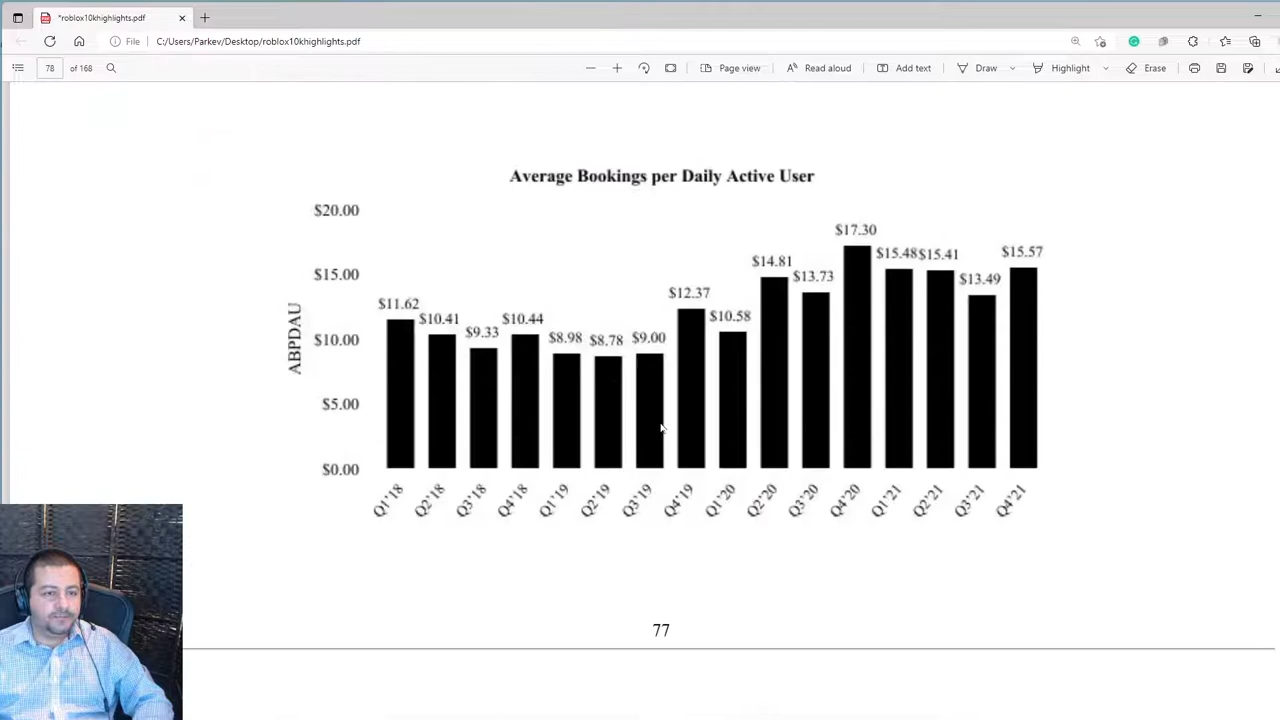 *roblox10khighlights.pdf
File
C:/Users/Parkev/Desktop/roblox10khighlights.pdf
78 of 168
Page view
Read aloud
Add text
Draw
Highlight
Erase
Average Bookings per Daily Active User
ABPDAU
$20.00
$15.00
$10.00
$5.00
$0.00
$11.62
$10.41
$9.33
$10.44
$8.98
$8.78
$9.00
$12.37
$10.58
$14.81
$13.73
$17.30
$15.48
$15.41
$13.49
$15.57
Q1'18
Q2'18
Q3'18
Q4'18
Q1'19
Q2'19
Q3'19
Q4'19
Q1'20
Q2'20
Q3'20
Q4'20
Q1'21
Q2'21
Q3'21
Q4'21
77